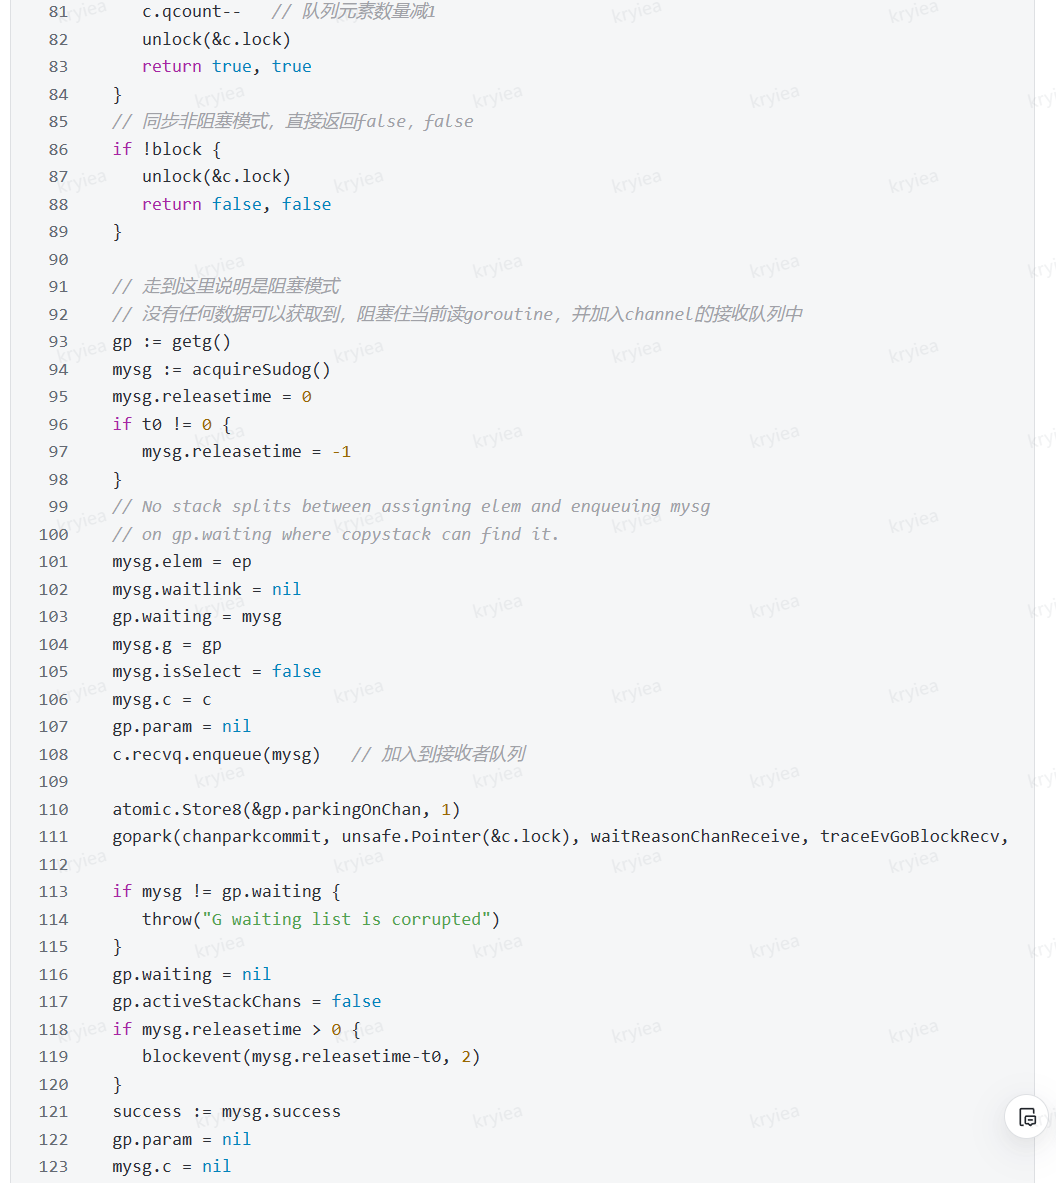 81 c.qcount-- // 队列元素数量减1
82 unlock(&c.lock)
83 return true, true
84 }
85 // 同步非阻塞模式，直接返回false，false
86 if !block {
87 unlock(&c.lock)
88 return false, false
89 }
90
91 // 走到这里说明是阻塞模式
92 // 没有任何数据可以获取到，阻塞住当前读goroutine，并加入channel的接收队列中
93 gp := getg()
94 mysg := acquireSudog()
95 mysg.releasetime = 0
96 if t0 != 0 {
97 mysg.releasetime = -1
98 }
99 // No stack splits between assigning elem and enqueuing mysg
100 // on gp.waiting where copystack can find it.
101 mysg.elem = ep
102 mysg.waitlink = nil
103 gp.waiting = mysg
104 mysg.g = gp
105 mysg.isSelect = false
106 mysg.c = c
107 gp.param = nil
108 c.recvq.enqueue(mysg) // 加入到接收者队列
109
110 atomic.Store8(&gp.parkingOnChan, 1)
111 gopark(chanparkcommit, unsafe.Pointer(&c.lock), waitReasonChanReceive, traceEvGoBlockRecv,
112
113 if mysg != gp.waiting {
114 throw("G waiting list is corrupted")
115 }
116 gp.waiting = nil
117 gp.activeStackChans = false
118 if mysg.releasetime > 0 {
119 blockevent(mysg.releasetime-t0, 2)
120 }
121 success := mysg.success
122 gp.param = nil
123 mysg.c = nil
kryiea